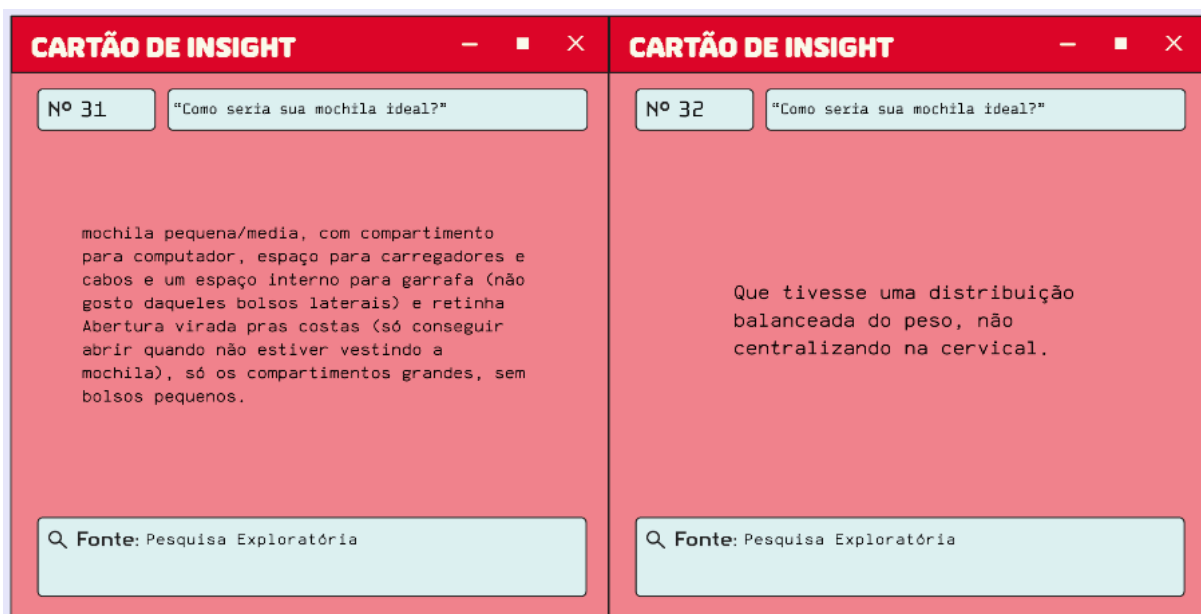 CARTÃO DE INSIGHT
Nº 31
"Como seria sua mochila ideal?"
mochila pequena/media, com compartimento
para computador, espaço para carregadores e
cabos e um espaço interno para garrafa (não
gosto daqueles bolsos laterais) e retinha
Abertura virada pras costas (só conseguir
abrir quando não estiver vestindo a
mochila), só os compartimentos grandes, sem
bolsos pequenos.
Fonte: Pesquisa Exploratória
CARTÃO DE INSIGHT
Nº 32
"Como seria sua mochila ideal?"
Que tivesse uma distribuição
balanceada do peso, não
centralizando na cervical.
Fonte: Pesquisa Exploratória